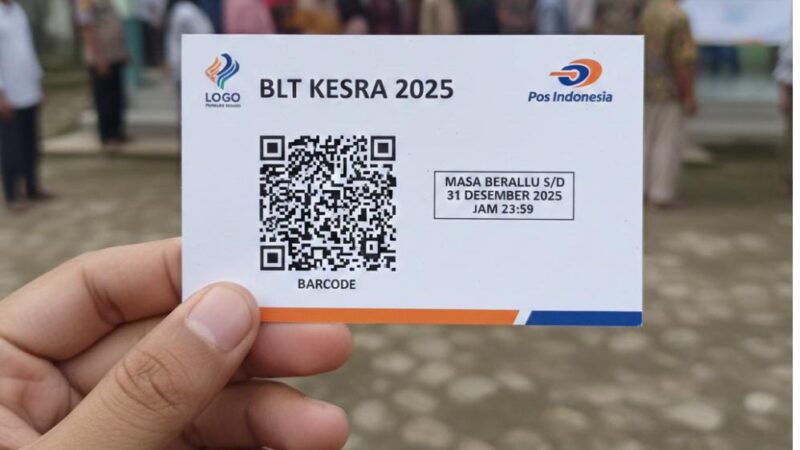 BLT KESRA 2025
LOGO
Pos Indonesia
MASA BERALLU S/D
31 DESEMBER 2025
JAM 23:59
BARCODE